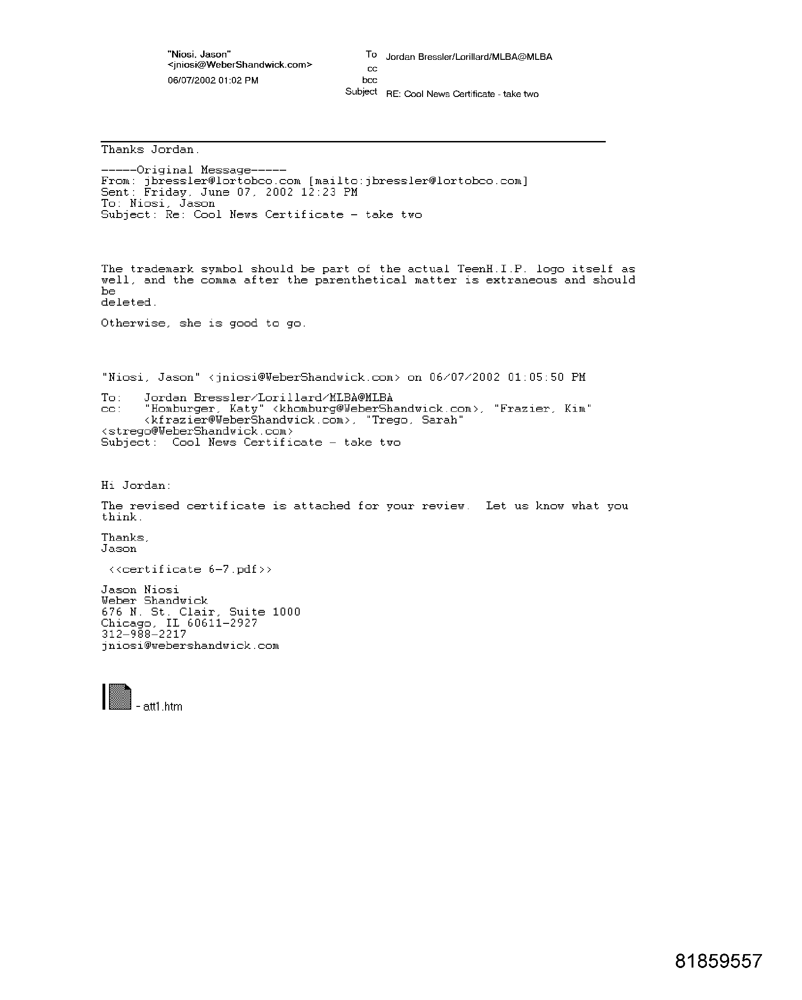 "Niosi, Jason"
<jniosi@WeberShandwick.com>
06/07/2002 01:02 PM
To Jordan Bressler/Lorillard/MLBA@MLBA
cc
bcc
Subject RE: Cool News Certificate - take two
Thanks Jordan.
-----Original Message-----
From: jbressler@lortobco.com [mailto:jbressler@lortobco.com]
Sent: Friday, June 07, 2002 12:23 PM
To: Niosi, Jason
Subject: Re: Cool News Certificate - take two
The trademark symbol should be part of the actual TeenH.I.P. logo itself as
well, and the comma after the parenthetical matter is extraneous and should
be
deleted.
Otherwise, she is good to go.
"Niosi, Jason" <jniosi@WeberShandwick.com> on 06/07/2002 01:05:50 PM
To: Jordan Bressler/Lorillard/MLBA@MLBA
cc: "Homburger, Katy" <khomburg@WeberShandwick.com>, "Frazier, Kim"
<kfrazier@WeberShandwick.com>, "Trego, Sarah"
<strego@WeberShandwick.com>
Subject: Cool News Certificate - take two
Hi Jordan:
The revised certificate is attached for your review. Let us know what you
think.
Thanks,
Jason
<<certificate 6-7.pdf>>
Jason Niosi
Weber Shandwick
676 N. St. Clair, Suite 1000
Chicago, IL 60611-2927
312-988-2217
jniosi@webershandwick.com
- att1.htm
81859557